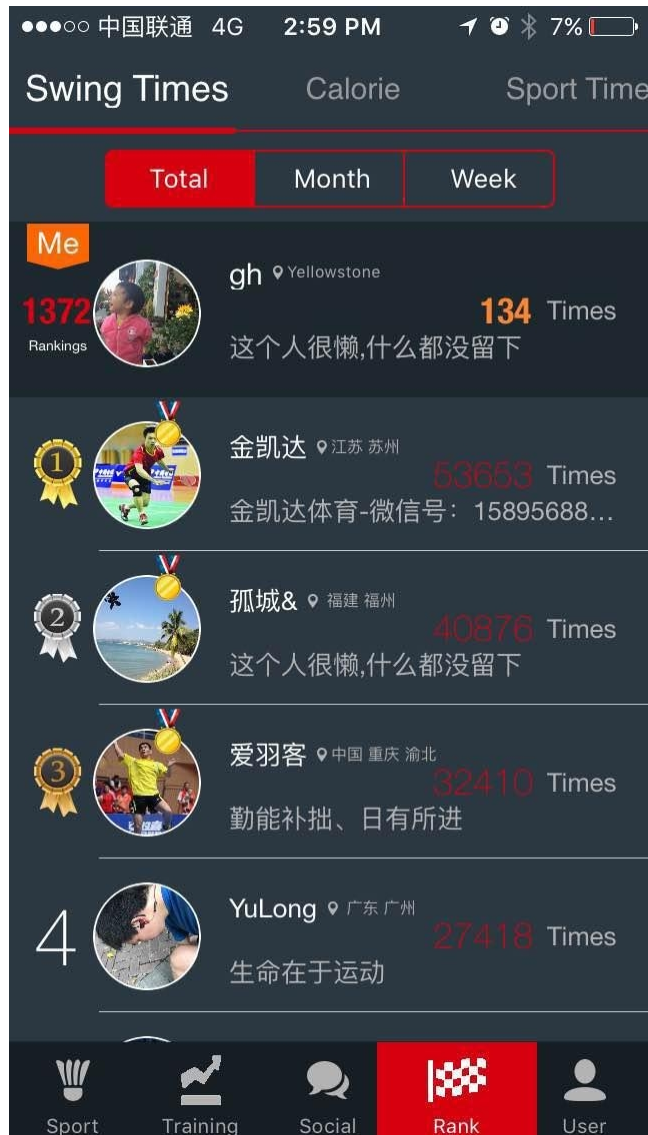 中国联通 4G 2:59 PM 7%
Swing Times Calorie Sport Time
Total Month Week
Me
gh Yellowstone
1372 134 Times
Rankings
这个人很懒,什么都没留下
1
金凯达 江苏 苏州
53653 Times
金凯达体育-微信号：15895688...
2
孤城& 福建 福州
40876 Times
这个人很懒,什么都没留下
3
爱羽客 中国 重庆 渝北
32410 Times
勤能补拙、日有所进
4
YuLong 广东 广州
27418 Times
生命在于运动
Sport Training Social Rank User